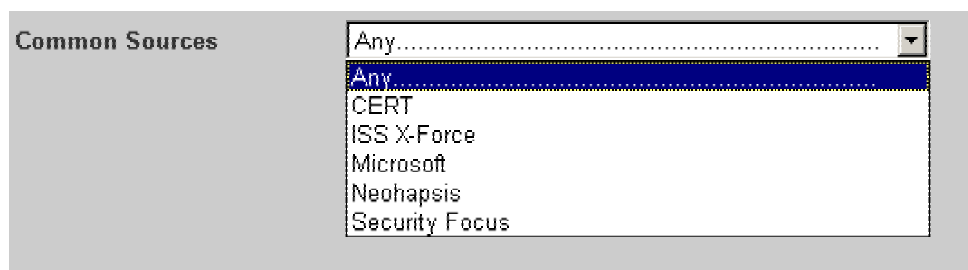 Common Sources Any..................................................................
Any..................................................................
CERT
ISS X-Force
Microsoft
Neohapsis
Security Focus